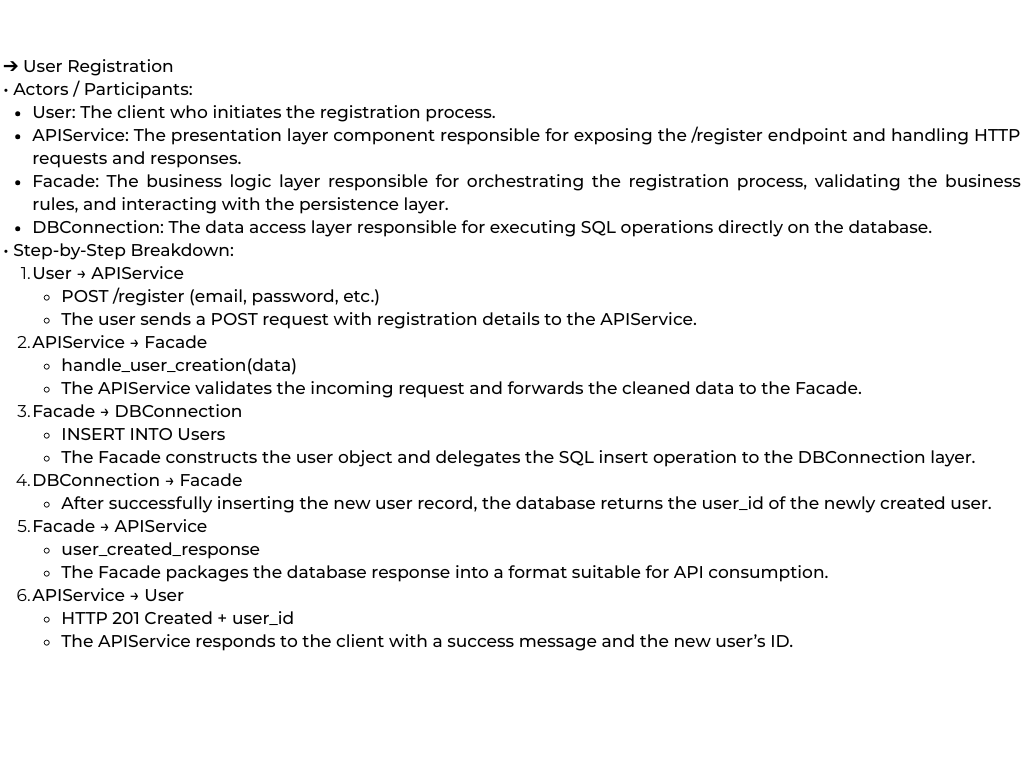 ➔ User Registration
• Actors / Participants:
• User: The client who initiates the registration process.
• APIService: The presentation layer component responsible for exposing the /register endpoint and handling HTTP
requests and responses.
• Facade: The business logic layer responsible for orchestrating the registration process, validating the business
rules, and interacting with the persistence layer.
• DBConnection: The data access layer responsible for executing SQL operations directly on the database.
• Step-by-Step Breakdown:
1. User → APIService
◦ POST /register (email, password, etc.)
◦ The user sends a POST request with registration details to the APIService.
2. APIService → Facade
◦ handle_user_creation(data)
◦ The APIService validates the incoming request and forwards the cleaned data to the Facade.
3. Facade → DBConnection
◦ INSERT INTO Users
◦ The Facade constructs the user object and delegates the SQL insert operation to the DBConnection layer.
4. DBConnection → Facade
◦ After successfully inserting the new user record, the database returns the user_id of the newly created user.
5. Facade → APIService
◦ user_created_response
◦ The Facade packages the database response into a format suitable for API consumption.
6. APIService → User
◦ HTTP 201 Created + user_id
◦ The APIService responds to the client with a success message and the new user’s ID.